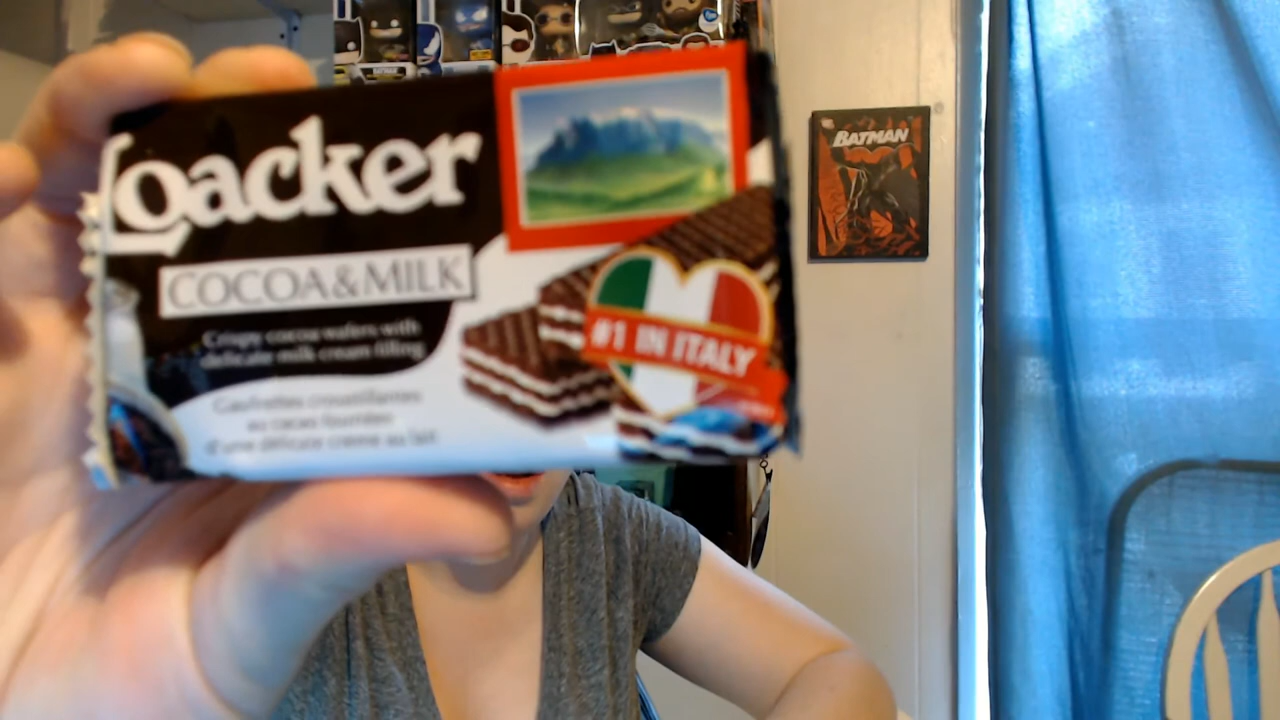 Loacker
COCOA&MILK
Crispy cocoa wafers with
delicate milk cream filling
Gaufrettes croustillantes
au cacao fourrées
d'une délicate crème au lait
#1 IN ITALY
BATMAN
BATMAN